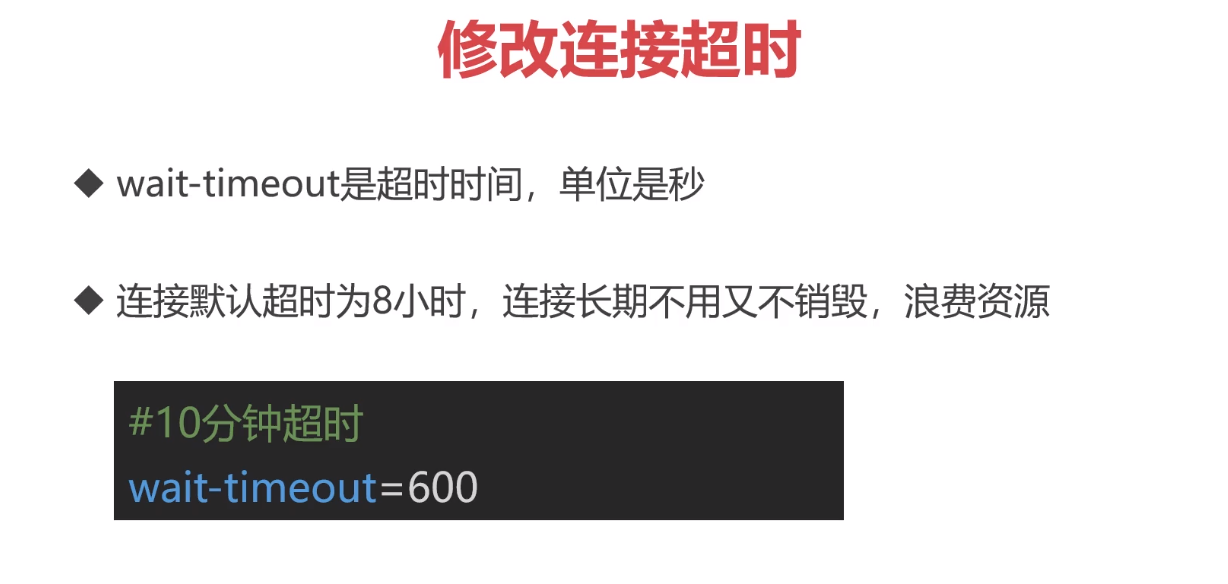 修改连接超时
◆ wait-timeout是超时时间，单位是秒
◆ 连接默认超时为8小时，连接长期不用又不销毁，浪费资源
#10分钟超时
wait-timeout=600